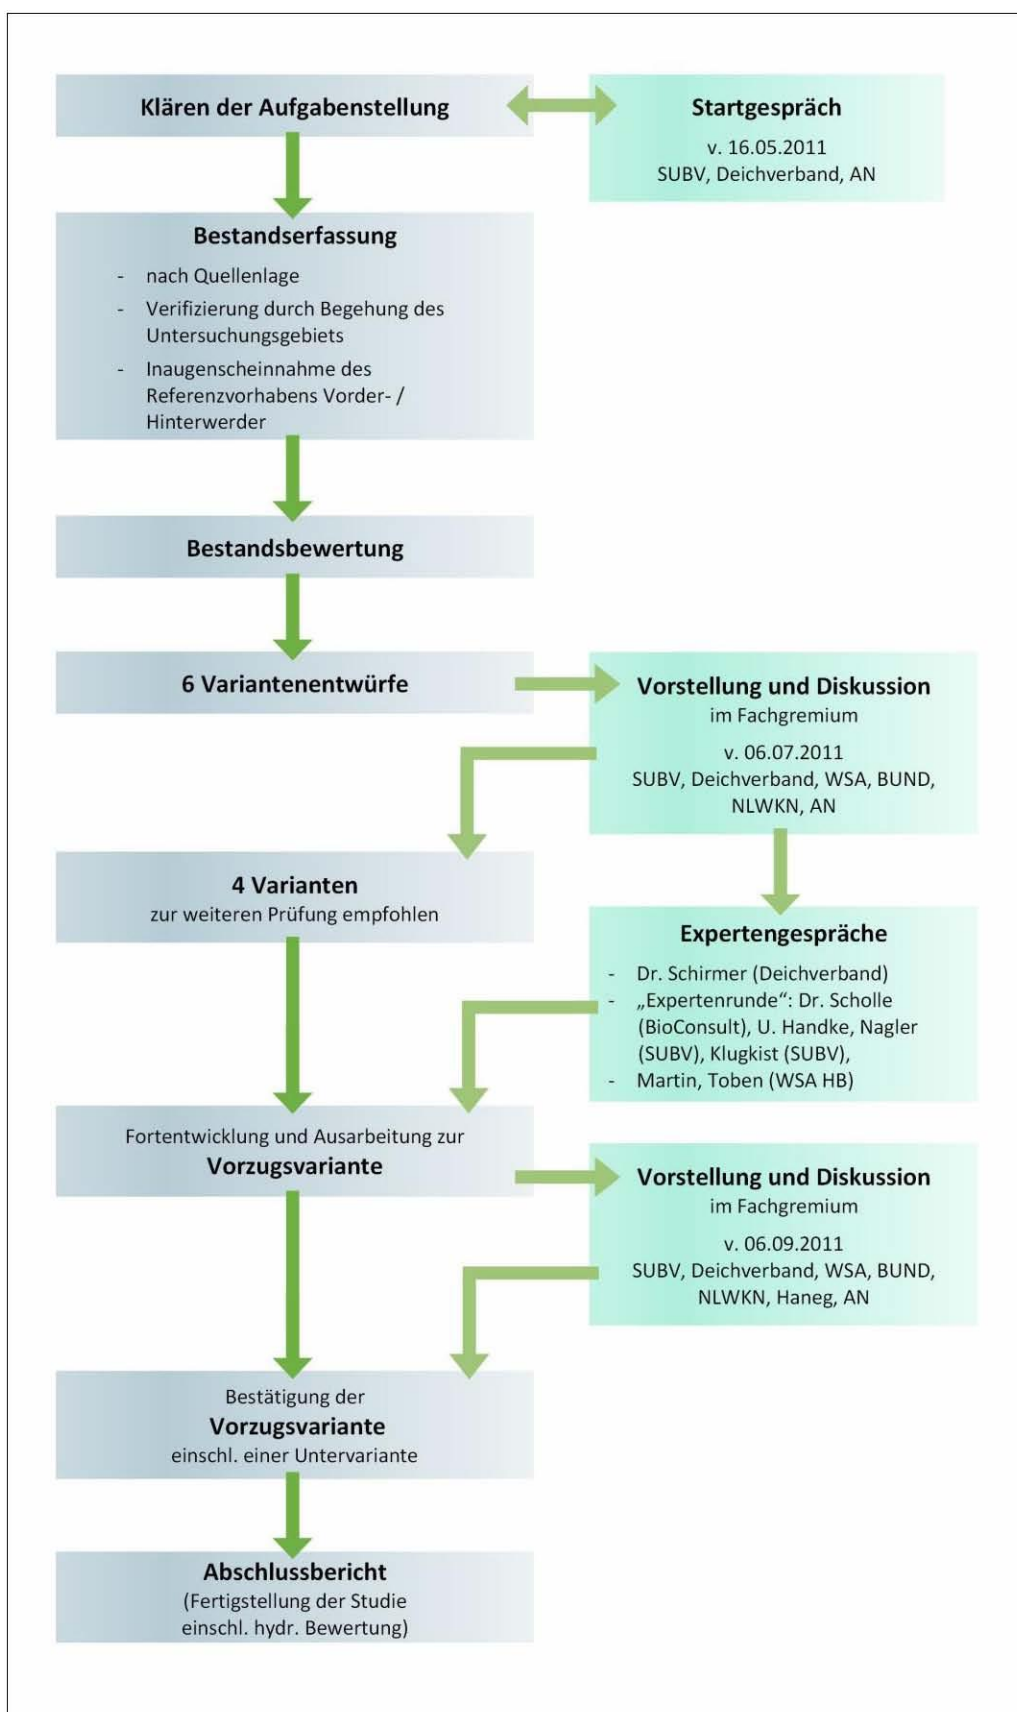 Klären der Aufgabenstellung
Startgespräch
v. 16.05.2011
SUBV, Deichverband, AN
Bestandserfassung
- nach Quellenlage
- Verifizierung durch Begehung des
Untersuchungsgebiets
- Inaugenscheinnahme des
Referenzvorhabens Vorder- /
Hinterwerder
Bestandsbewertung
6 Variantenentwürfe
Vorstellung und Diskussion
im Fachgremium
v. 06.07.2011
SUBV, Deichverband, WSA, BUND,
NLWKN, AN
4 Varianten
zur weiteren Prüfung empfohlen
Expertengespräche
- Dr. Schirmer (Deichverband)
- „Expertenrunde“: Dr. Scholle
(BioConsult), U. Handke, Nagler
(SUBV), Klugkist (SUBV),
- Martin, Toben (WSA HB)
Fortentwicklung und Ausarbeitung zur
Vorzugsvariante
Vorstellung und Diskussion
im Fachgremium
v. 06.09.2011
SUBV, Deichverband, WSA, BUND,
NLWKN, Haneg, AN
Bestätigung der
Vorzugsvariante
einschl. einer Untervariante
Abschlussbericht
(Fertigstellung der Studie
einschl. hydr. Bewertung)